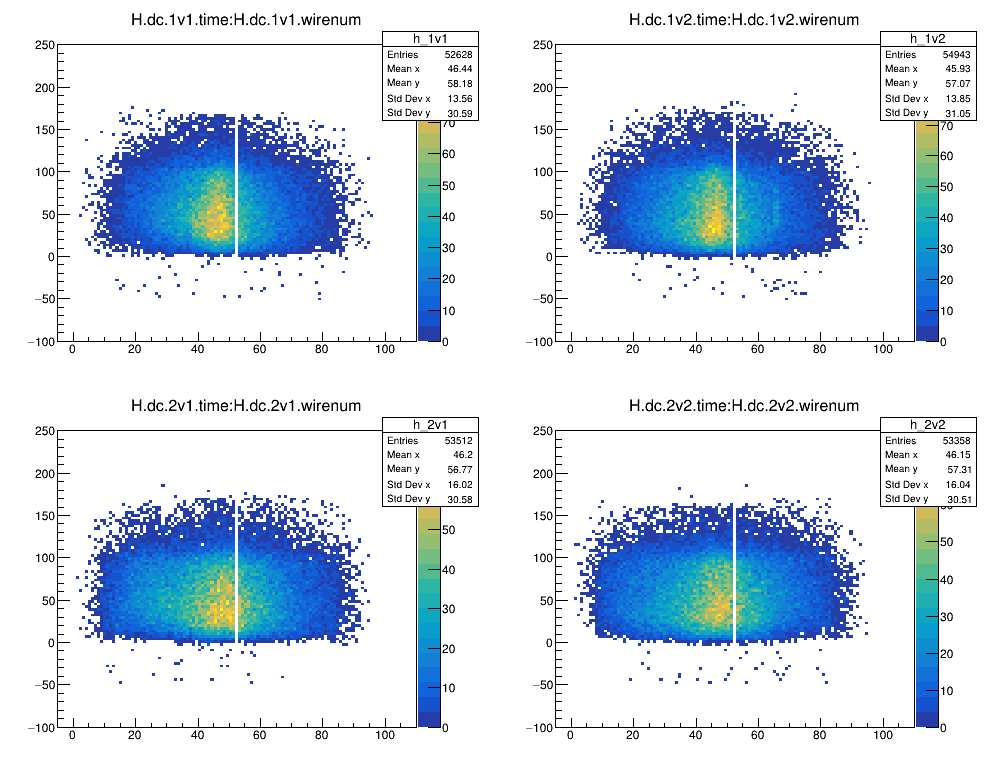 H.dc.1v1.time:H.dc.1v1.wirenum
h_1v1
Entries 52628
Mean x 46.44
Mean y 58.18
Std Dev x 13.56
Std Dev y 30.59
250
200
150
100
50
0
−50
−100
0 20 40 60 80 100
70
60
50
40
30
20
10
0
H.dc.1v2.time:H.dc.1v2.wirenum
h_1v2
Entries 54943
Mean x 45.93
Mean y 57.07
Std Dev x 13.85
Std Dev y 31.05
250
200
150
100
50
0
−50
−100
0 20 40 60 80 100
70
60
50
40
30
20
10
0
H.dc.2v1.time:H.dc.2v1.wirenum
h_2v1
Entries 53512
Mean x 46.2
Mean y 56.77
Std Dev x 16.02
Std Dev y 30.58
250
200
150
100
50
0
−50
−100
0 20 40 60 80 100
50
40
30
20
10
0
H.dc.2v2.time:H.dc.2v2.wirenum
h_2v2
Entries 53358
Mean x 46.15
Mean y 57.31
Std Dev x 16.04
Std Dev y 30.51
250
200
150
100
50
0
−50
−100
0 20 40 60 80 100
60
50
40
30
20
10
0